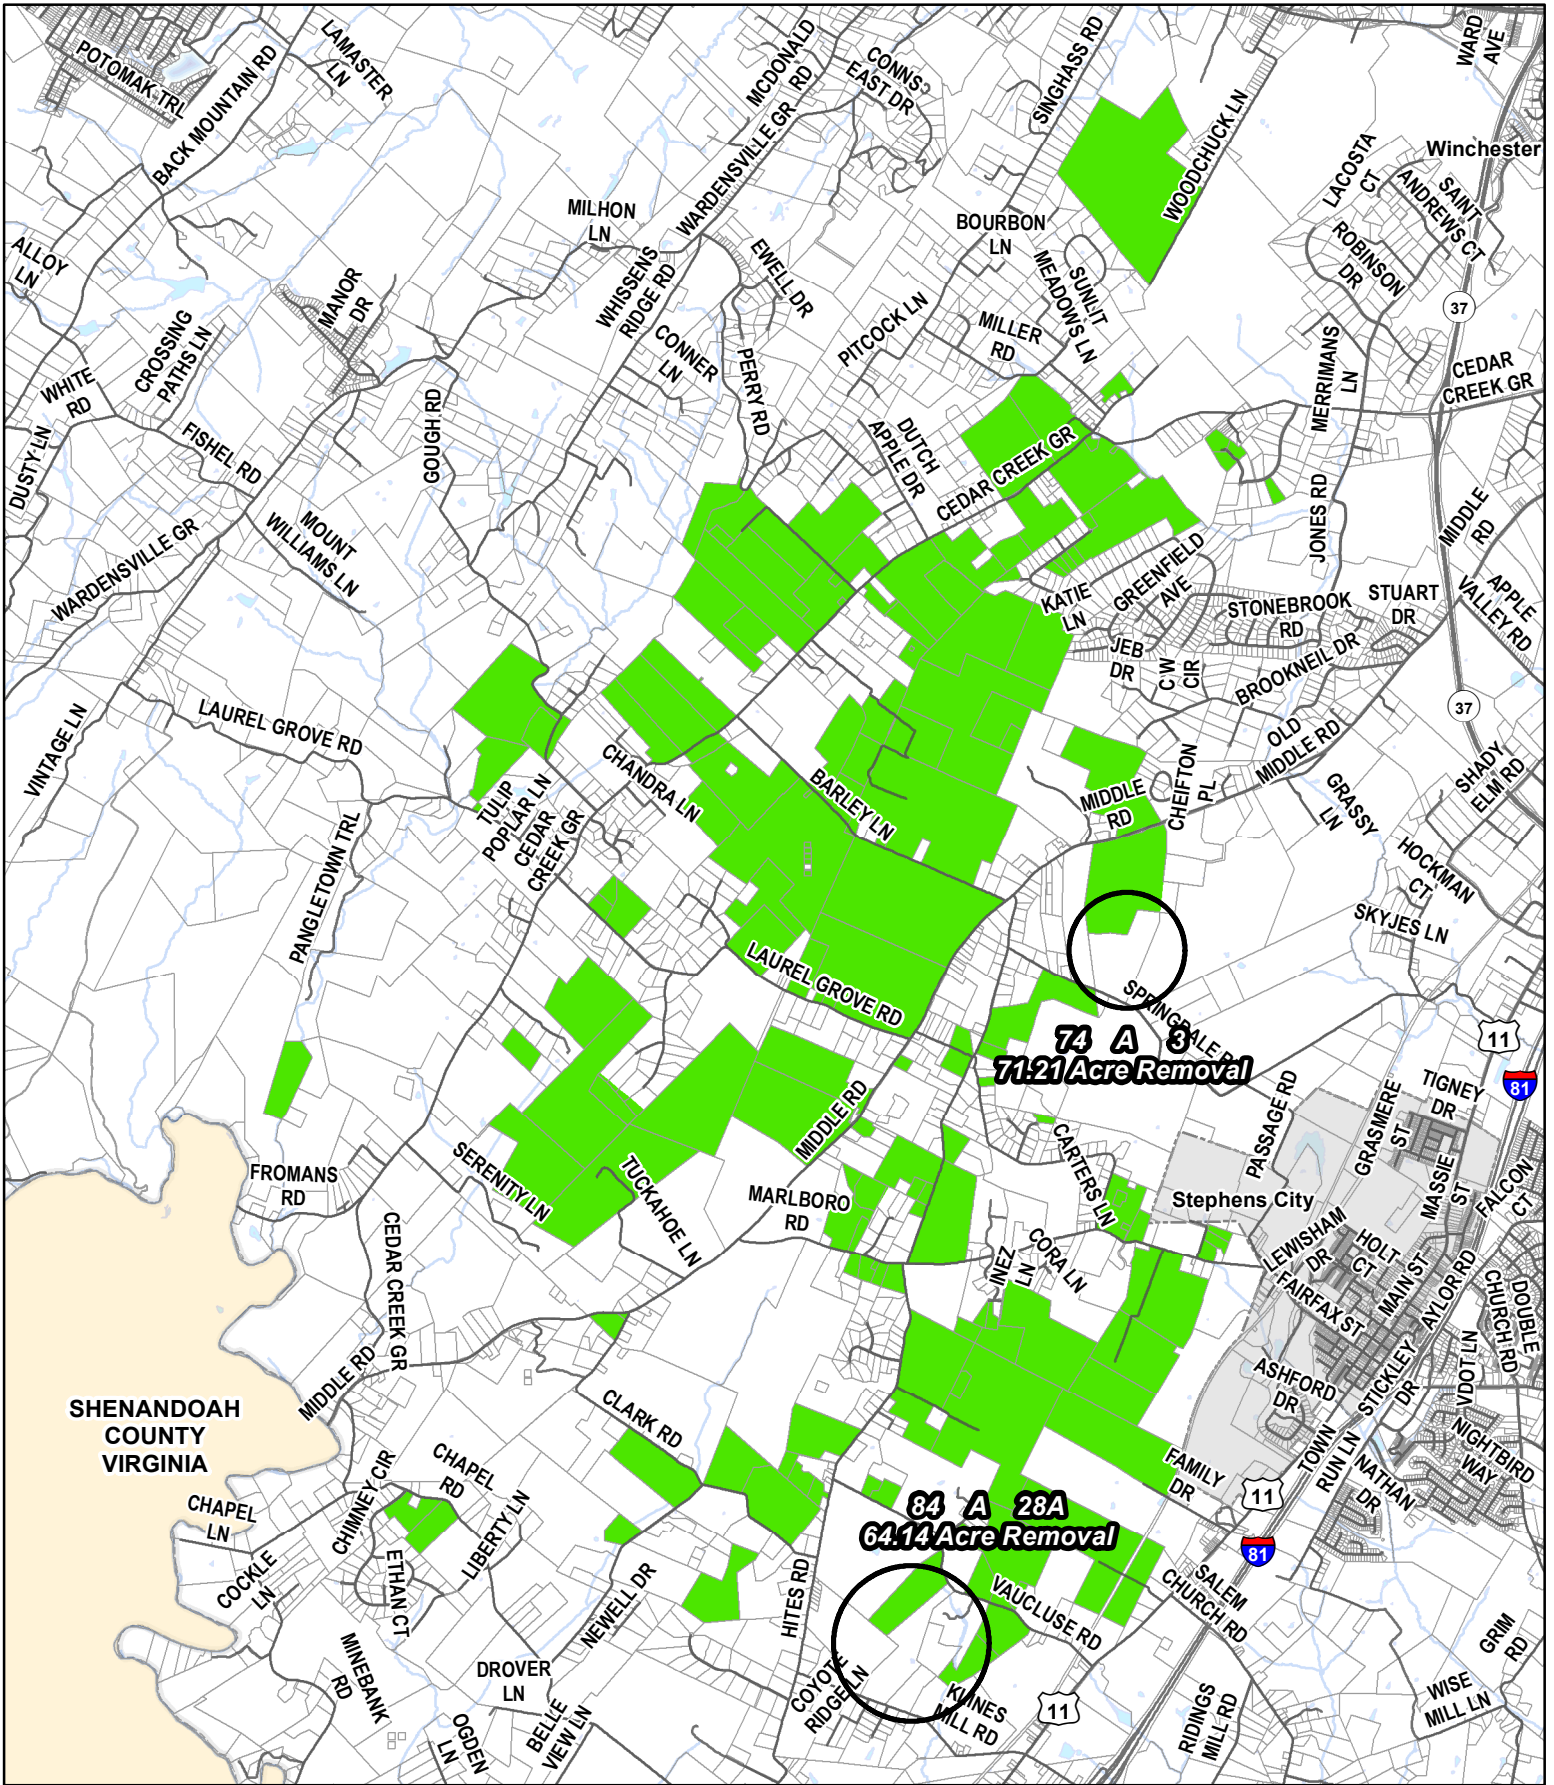 POTOMAK TRL
BACK MOUNTAIN RD
LAMASTER
LN
MCDONALD
RD
WARDENSVILLE GR
CONNS
EAST DR
SINGHASS RD
WOODCHUCK LN
WARD
AVE
Winchester
LACOSTA
CT
SAINT
ANDREWS CT
ROBINSON
DR
37
MILHON
LN
BOURBON
LN
SUNLIT
MEADOWS LN
ALLOY
LN
MANOR
DR
WHISSENS
RIDGE RD
EWELL DR
CROSSING
PATHS LN
CONNER
LN
PERRY RD
PITCOCK LN
MILLER
RD
MERRIMANS
LN
CEDAR
CREEK GR
WHITE
RD
DUSTY LN
FISHEL RD
GOUGH RD
DUTCH
APPLE DR
CEDAR CREEK GR
JONES RD
MIDDLE
RD
WARDENSVILLE GR
MOUNT
WILLIAMS LN
GREENFIELD
AVE
KATIE
LN
STONEBROOK
RD
STUART
DR
APPLE
VALLEY RD
JEB
DR
CW
CIR
BROOKNEIL DR
37
VINTAGE LN
LAUREL GROVE RD
OLD
MIDDLE RD
CHEIFTON
PL
SHADY
ELM RD
CHANDRA LN
BARLEY LN
MIDDLE
RD
GRASSY
LN
TULIP
POPLAR LN
CEDAR
CREEK GR
PANGLETOWN TRL
HOCKMAN
CT
SKYJES LN
LAUREL GROVE RD
SPRINGDALE R
74 A 3
71.21 Acre Removal
11
81
TIGNEY
DR
GRASMERE
ST
PASSAGE RD
MIDDLE RD
CARTERS LN
FROMANS
RD
SERENITY LN
TUCKAHOE LN
MARLBORO
RD
MASSIE
ST
FALCON
CT
Stephens City
CEDAR CREEK GR
INEZ
LN
CORA LN
LEWISHAM
DR
HOLT
CT
MAIN ST
FAIRFAX ST
AYLOR RD
DOUBLE
CHURCH RD
MIDDLE RD
SHENANDOAH
COUNTY
VIRGINIA
CLARK RD
ASHFORD
DR
STICKLEY
DR
VDOT LN
CHAPEL
RD
CHIMNEY CIR
FAMILY
DR
TOWN
RUN LN
NIGHTBIRD
WAY
NATHAN
DR
11
CHAPEL
LN
LIBERTY LN
84 A 28A
64.14 Acre Removal
81
COCKLE
LN
ETHAN CT
NEWELL DR
HITES RD
VAUCLUSE RD
SALEM
CHURCH RD
MINEBANK
RD
DROVER
LN
COYOTE
RIDGE LN
KLINES
MILL RD
GRIM
RD
WISE
MILL LN
OGDEN
LN
BELLE
VIEW LN
11
RIDINGS
MILL RD